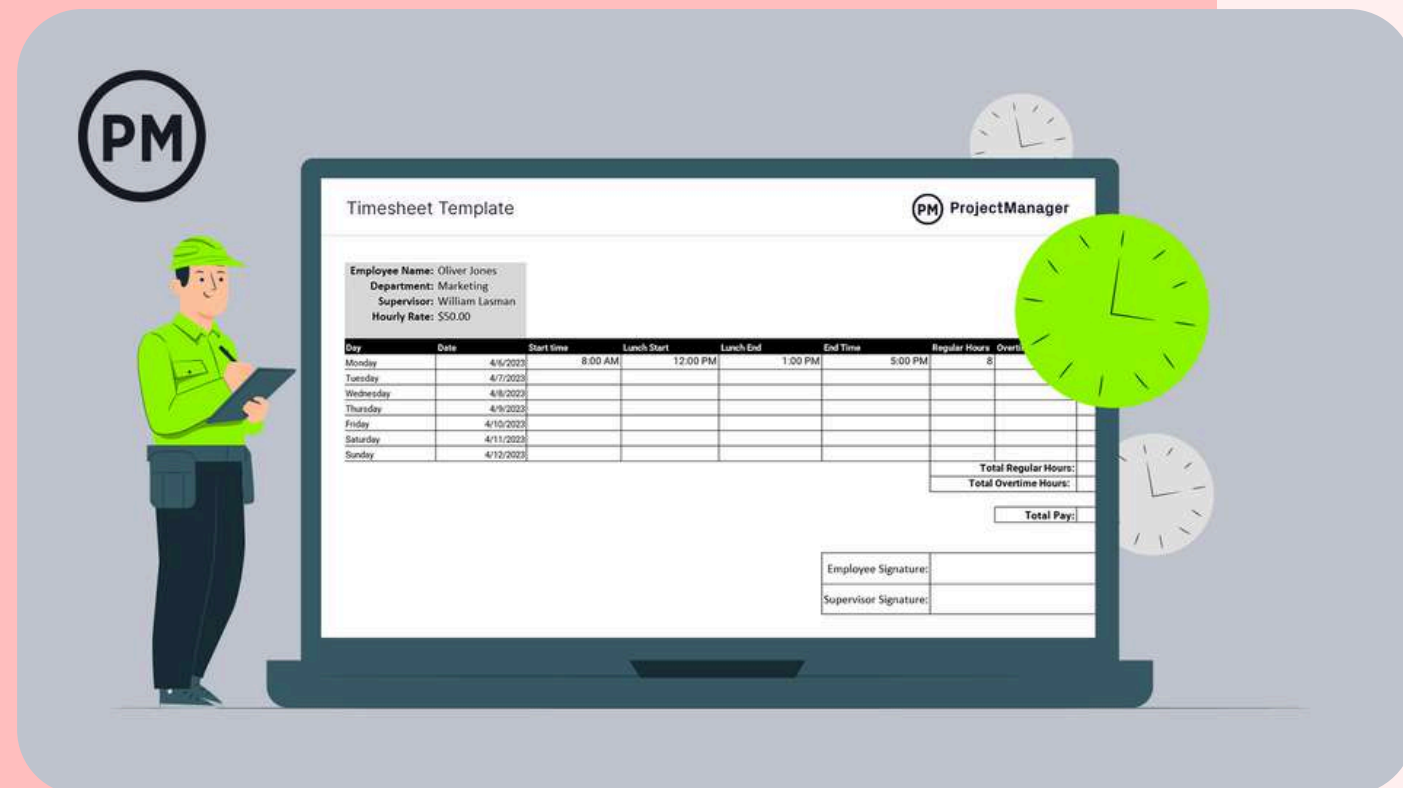 PM
Timesheet Template
PM ProjectManager
Employee Name: Oliver Jones
Department: Marketing
Supervisor: William Lasman
Hourly Rate: $50.00
Day Date Start time Lunch Start Lunch End End Time Regular Hours
Monday 4/6/2023 8:00 AM 12:00 PM 1:00 PM 5:00 PM 8
Tuesday 4/7/2023
Wednesday 4/8/2023
Thursday 4/9/2023
Friday 4/10/2023
Saturday 4/11/2023
Sunday 4/12/2023
Total Regular Hours:
Total Overtime Hours:
Total Pay:
Employee Signature:
Supervisor Signature: